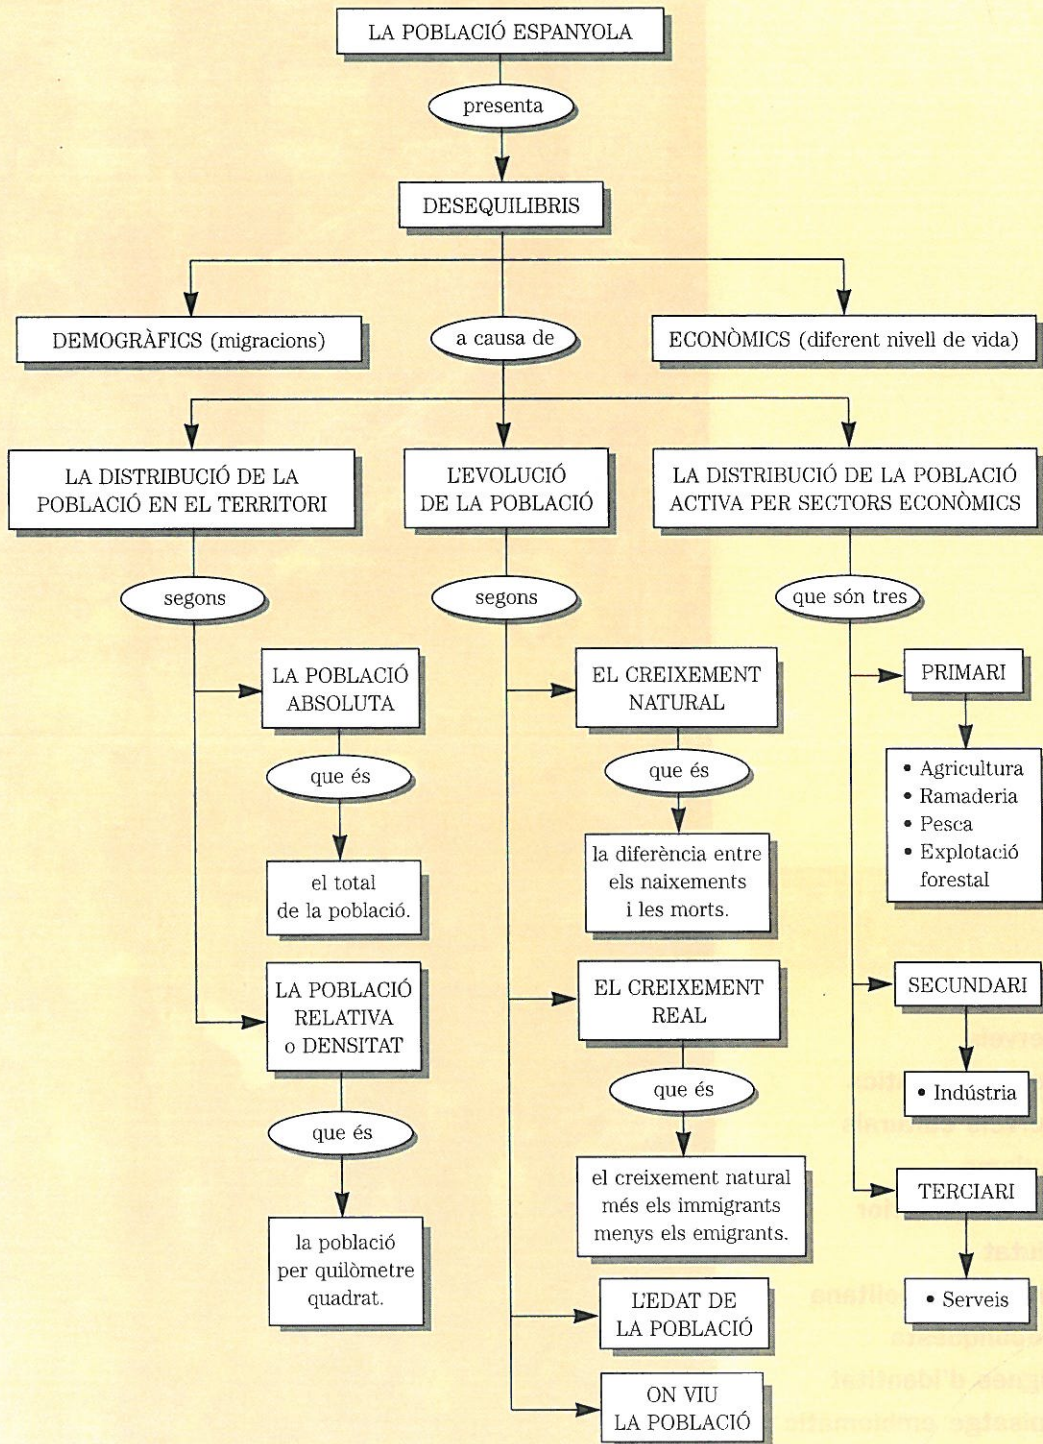 LA POBLACIÓ ESPANYOLA
presenta
DESEQUILIBRIS
DEMOGRÀFICS (migracions)
a causa de
ECONÒMICS (diferent nivell de vida)
LA DISTRIBUCIÓ DE LA
POBLACIÓ EN EL TERRITORI
L'EVOLUCIÓ
DE LA POBLACIÓ
LA DISTRIBUCIÓ DE LA POBLACIÓ
ACTIVA PER SECTORS ECONÒMICS
segons
segons
que són tres
LA POBLACIÓ
ABSOLUTA
que és
el total
de la població.
LA POBLACIÓ
RELATIVA
o DENSITAT
que és
la població
per quilòmetre
quadrat.
EL CREIXEMENT
NATURAL
que és
la diferència entre
els naixements
i les morts.
EL CREIXEMENT
REAL
que és
el creixement natural
més els immigrants
menys els emigrants.
L'EDAT DE
LA POBLACIÓ
ON VIU
LA POBLACIÓ
PRIMARI
• Agricultura
• Ramaderia
• Pesca
• Explotació
forestal
SECUNDARI
• Indústria
TERCIARI
• Serveis
d'identitat